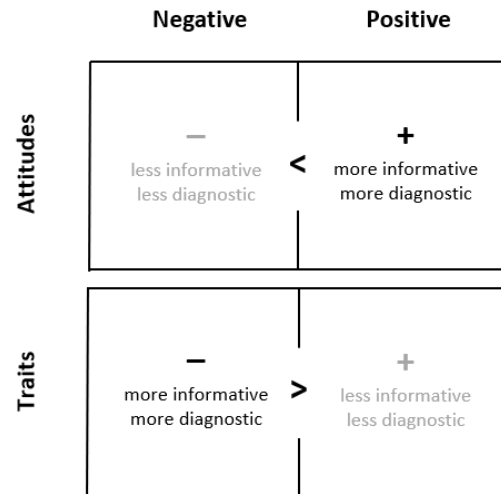 Negative Positive
Attitudes
− < +
less informative more informative
less diagnostic more diagnostic
Traits
− > +
more informative less informative
more diagnostic less diagnostic